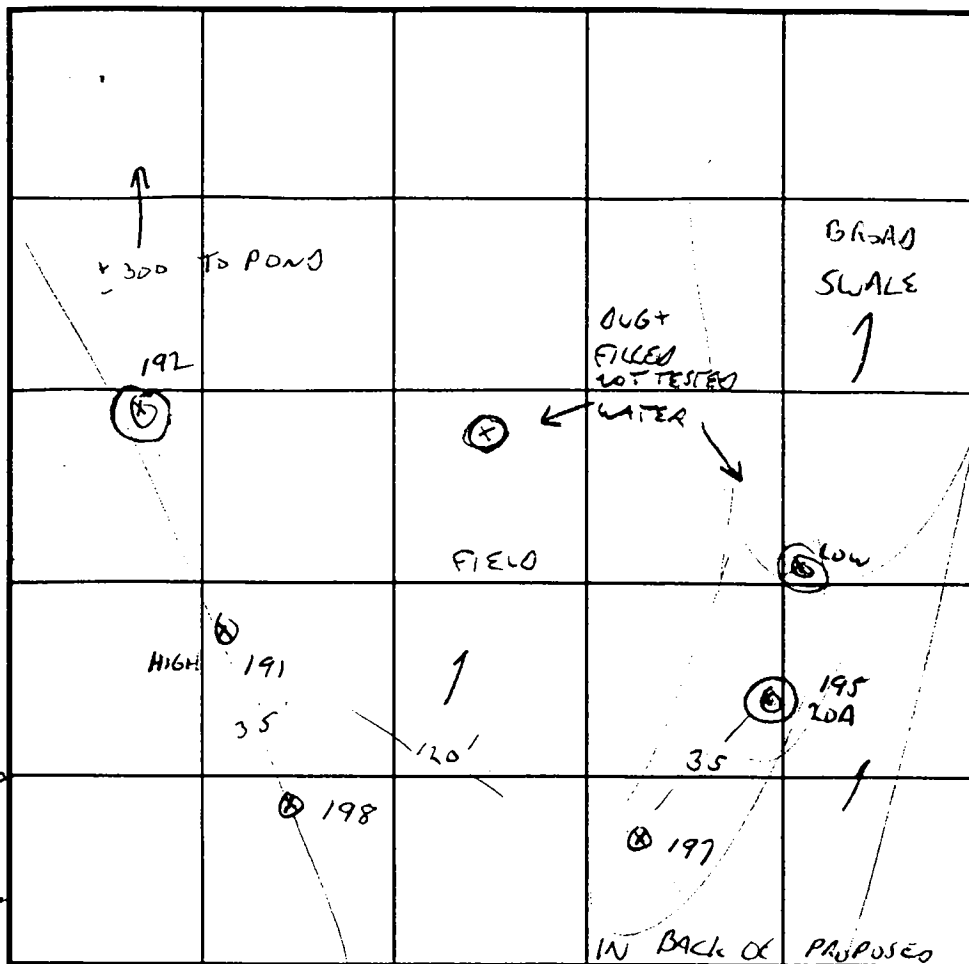 BROAD
SWALE
± 300 TO POND
DUG +
FILLED
NOT TESTED
WATER
192
FIELD
LOW
HIGH
191
35'
195
20A
120'
35
198
197
IN BACK OF PROPOSED